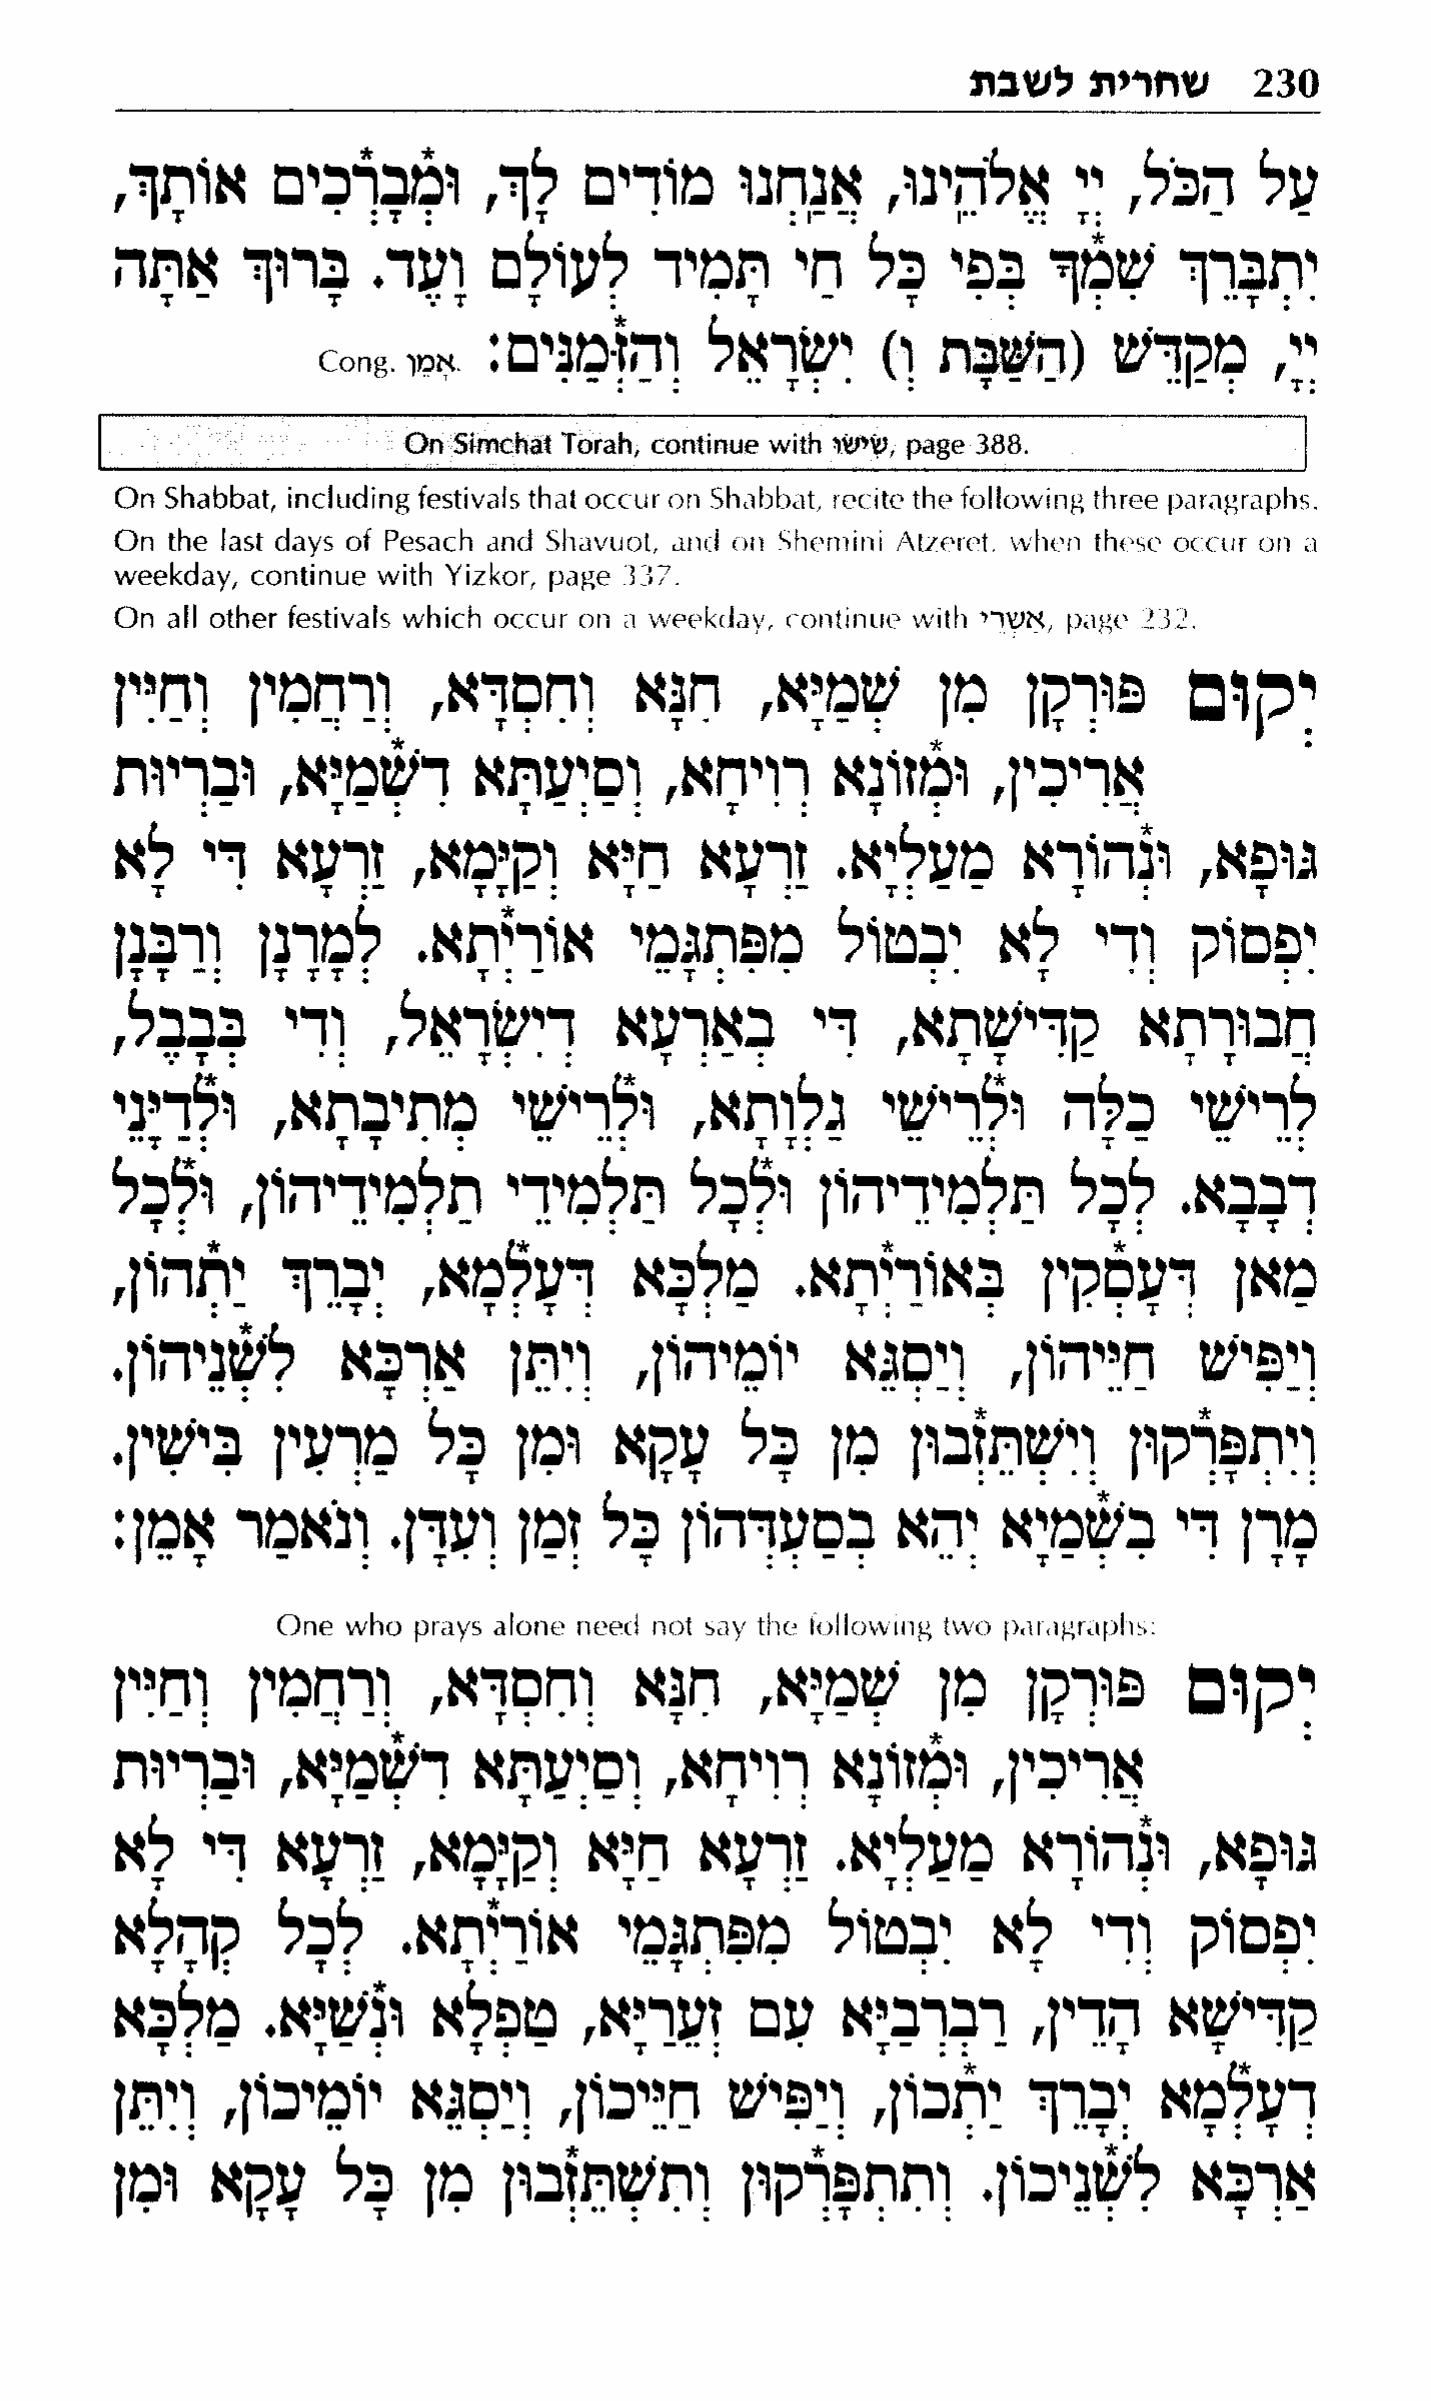 230 שחרית לשבת
עַל הַכֹּל, יְיָ אֱלֹהֵֽינוּ, אֲנַֽחְנוּ מוֹדִים לָךְ, וּמְ֯בָרְ֯כִים אוֹתָךְ,
יִתְבָּרֵךְ שִׁמְ֯ךָ בְּפִי כָּל חַי תָּמִיד לְעוֹלָם וָעֶד. בָּרוּךְ אַתָּה
יְיָ, מְקַדֵּשׁ (הַשַּׁבָּת וְ) יִשְׂרָאֵל וְהַזְּ֯מַנִּים: Cong. אָמֵן.
On Simchat Torah, continue with שִׂישׂוּ, page 388.
On Shabbat, including festivals that occur on Shabbat, recite the following three paragraphs.
On the last days of Pesach and Shavuot, and on Shemini Atzeret, when these occur on a
weekday, continue with Yizkor, page 337.
On all other festivals which occur on a weekday, continue with אַשְׁרֵי, page 232.
יְקוּם פּוּרְקָן מִן שְׁמַיָּא, חִנָּא וְחִסְדָּא, וְרַחֲמִין וְחַיִּין
אֲרִיכִין, וּמְ֯זוֹנָא רְוִיחָא, וְסִיַעְתָּא דִשְׁ֯מַיָּא, וּבַרְיוּת
גּוּפָא, וּנְ֯הוֹרָא מַעַלְיָא. זַרְעָא חַיָּא וְקַיָּמָא, זַרְעָא דִּי לָא
יִפְסוֹק וְדִי לָא יִבְטוֹל מִפִּתְגָּמֵי אוֹרַיְ֯תָא. לְמָרָנָן וְרַבָּנָן
חֲבוּרָתָא קַדִּישָׁתָא, דִּי בְאַרְעָא דְיִשְׂרָאֵל, וְדִי בְּבָבֶל,
לְרֵישֵׁי כַלָּה וּלְ֯רֵישֵׁי גַלְוָתָא, וּלְ֯רֵישֵׁי מְתִיבָתָא, וּלְ֯דַיָּנֵי
דְבָבָא. לְכָל תַּלְמִידֵיהוֹן וּלְ֯כָל תַּלְמִידֵי תַלְמִידֵיהוֹן, וּלְ֯כָל
מַאן דְּעָסְ֯קִין בְּאוֹרַיְ֯תָא. מַלְכָּא דְּעָלְ֯מָא, יְבָרֵךְ יַתְ֯הוֹן,
וְיַפִּישׁ חַיֵּיהוֹן, וְיַסְגֵּא יוֹמֵיהוֹן, וְיִתֵּן אַרְכָּא לִשְׁ֯נֵיהוֹן.
וְיִתְפָּרְ֯קוּן וְיִשְׁתֵּזְ֯בוּן מִן כָּל עָקָא וּמִן כָּל מַרְעִין בִּישִׁין.
מָרָן דִּי בִשְׁ֯מַיָּא יְהֵא בְסַעְדְּהוֹן כָּל זְמַן וְעִדָּן. וְנֹאמַר אָמֵן:
One who prays alone need not say the following two paragraphs:
יְקוּם פּוּרְקָן מִן שְׁמַיָּא, חִנָּא וְחִסְדָּא, וְרַחֲמִין וְחַיִּין
אֲרִיכִין, וּמְ֯זוֹנָא רְוִיחָא, וְסִיַעְתָּא דִשְׁ֯מַיָּא, וּבַרְיוּת
גּוּפָא, וּנְ֯הוֹרָא מַעַלְיָא. זַרְעָא חַיָּא וְקַיָּמָא, זַרְעָא דִּי לָא
יִפְסוֹק וְדִי לָא יִבְטוֹל מִפִּתְגָּמֵי אוֹרַיְ֯תָא. לְכָל קְהָלָא
קַדִּישָׁא הָדֵין, רַבְרְבַיָּא עִם זְעֵרַיָּא, טַפְלָא וּנְ֯שַׁיָּא. מַלְכָּא
דְעָלְ֯מָא יְבָרֵךְ יַתְ֯כוֹן, וְיַפִּישׁ חַיֵּיכוֹן, וְיַסְגֵּא יוֹמֵיכוֹן, וְיִתֵּן
אַרְכָּא לִשְׁ֯נֵיכוֹן. וְתִתְפָּרְ֯קוּן וְתִשְׁתֵּזְ֯בוּן מִן כָּל עָקָא וּמִן